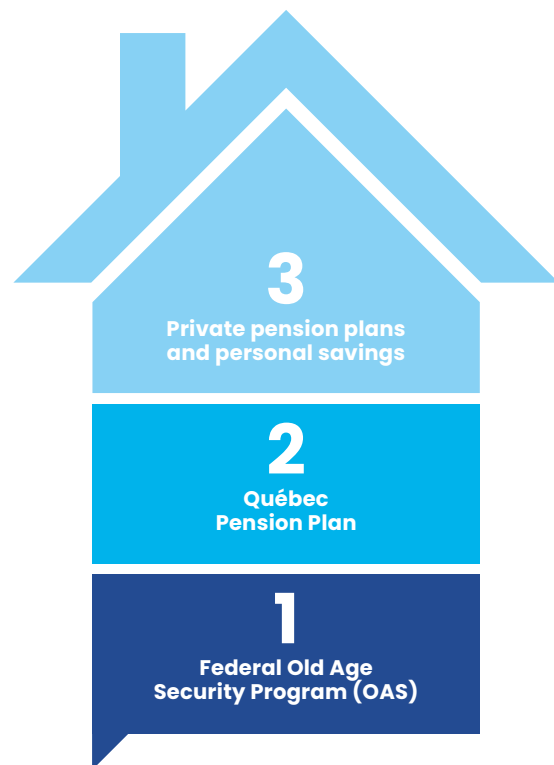 3
Private pension plans
and personal savings
2
Québec
Pension Plan
1
Federal Old Age
Security Program (OAS)